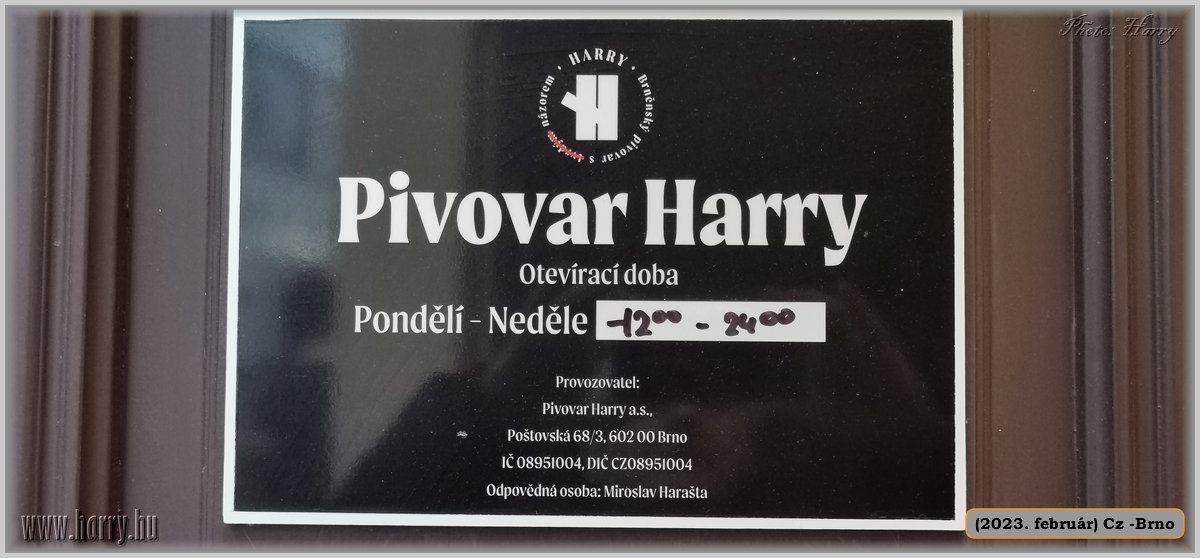 Photo: Harry
· HARRY · Brněnský pivovar s názorem
H
Pivovar Harry
Otevírací doba
Pondělí - Neděle 12⁰⁰ - 24⁰⁰
Provozovatel:
Pivovar Harry a.s.,
Poštovská 68/3, 602 00 Brno
IČ 08951004, DIČ CZ08951004
Odpovědná osoba: Miroslav Harašta
www.harry.hu
(2023. február) Cz -Brno